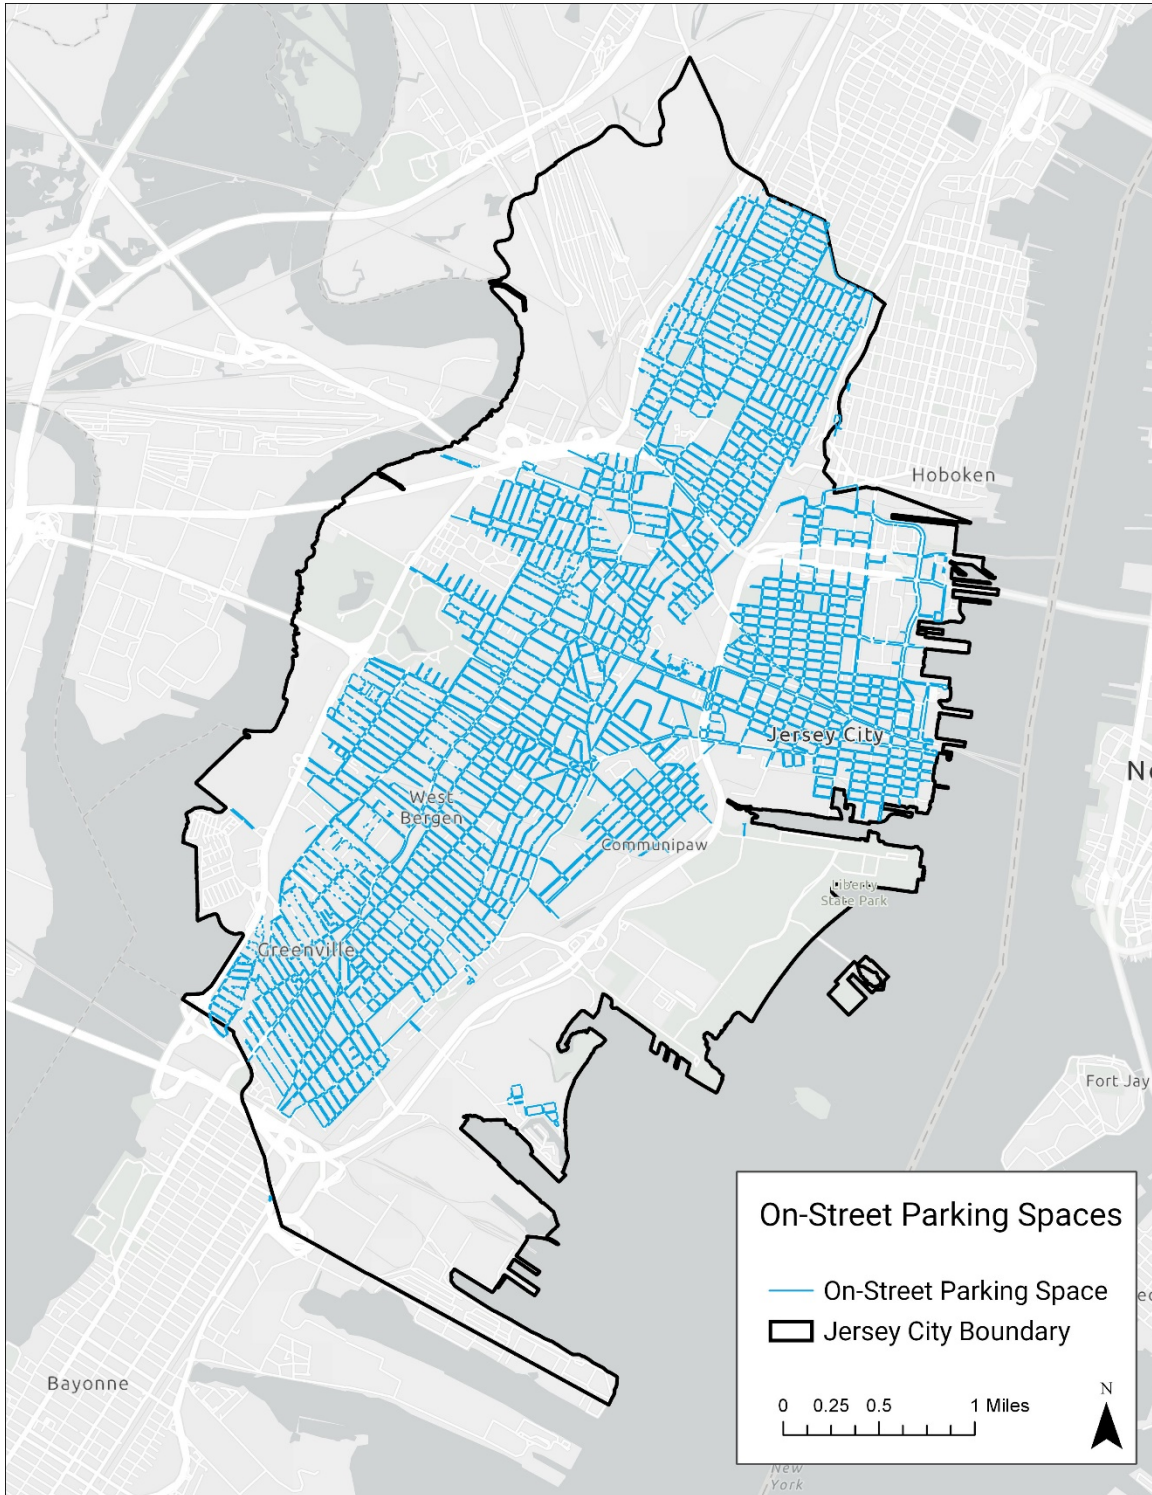 Hoboken
Jersey City
West
Bergen
Communipaw
Liberty
State Park
Greenville
Fort Jay
Bayonne
On-Street Parking Spaces
On-Street Parking Space
Jersey City Boundary
0 0.25 0.5 1 Miles
N
New
York